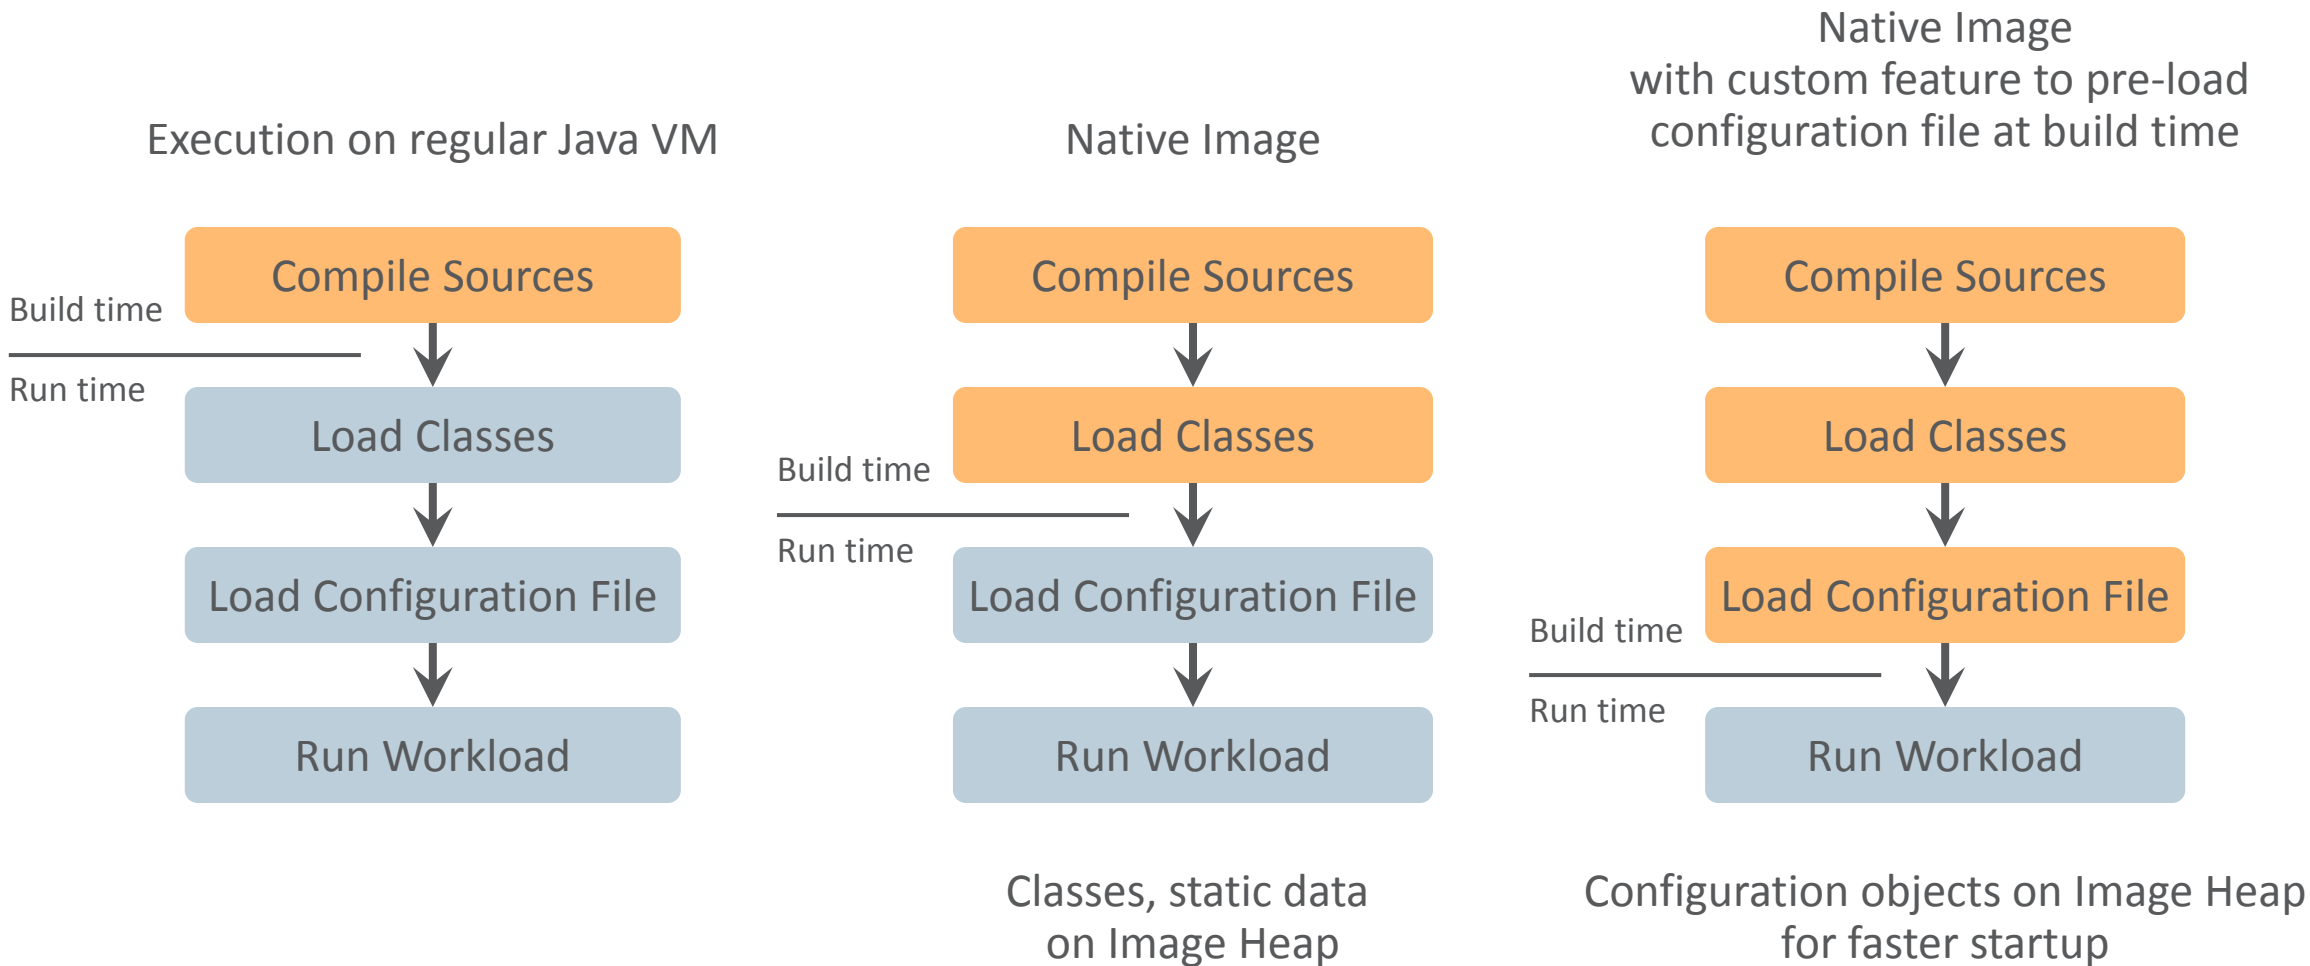 Execution on regular Java VM
Compile Sources
Build time
Run time
Load Classes
Load Configuration File
Run Workload
Native Image
Compile Sources
Load Classes
Build time
Run time
Load Configuration File
Run Workload
Classes, static data
on Image Heap
Native Image
with custom feature to pre-load
configuration file at build time
Compile Sources
Load Classes
Load Configuration File
Build time
Run time
Run Workload
Configuration objects on Image Heap
for faster startup